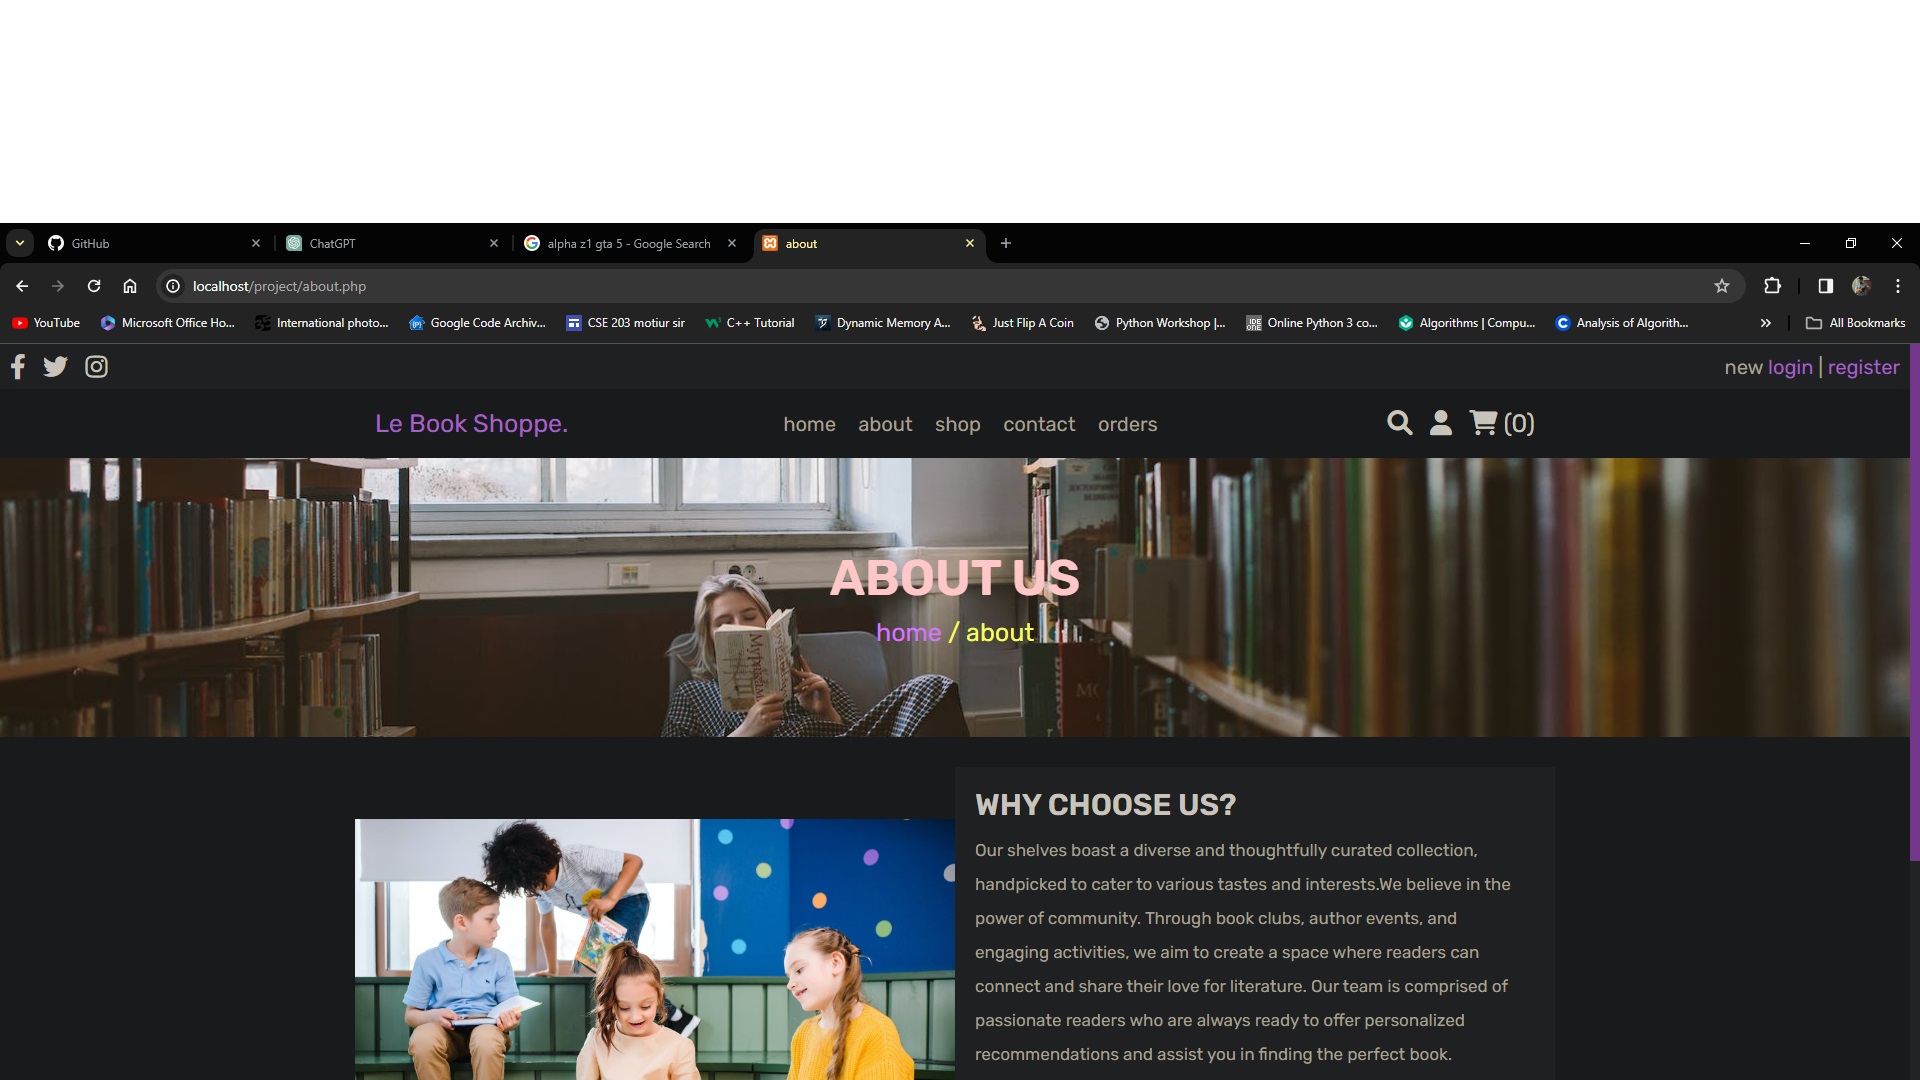 GitHub
ChatGPT
alpha z1 gta 5 - Google Search
about
localhost/project/about.php
YouTube
Microsoft Office Ho...
International photo...
Google Code Archiv...
CSE 203 motiur sir
C++ Tutorial
Dynamic Memory A...
Just Flip A Coin
Python Workshop |...
Online Python 3 co...
Algorithms | Compu...
Analysis of Algorith...
All Bookmarks
new login | register
Le Book Shoppe.
home about shop contact orders
(0)
ABOUT US
home / about
WHY CHOOSE US?
Our shelves boast a diverse and thoughtfully curated collection,
handpicked to cater to various tastes and interests.We believe in the
power of community. Through book clubs, author events, and
engaging activities, we aim to create a space where readers can
connect and share their love for literature. Our team is comprised of
passionate readers who are always ready to offer personalized
recommendations and assist you in finding the perfect book.